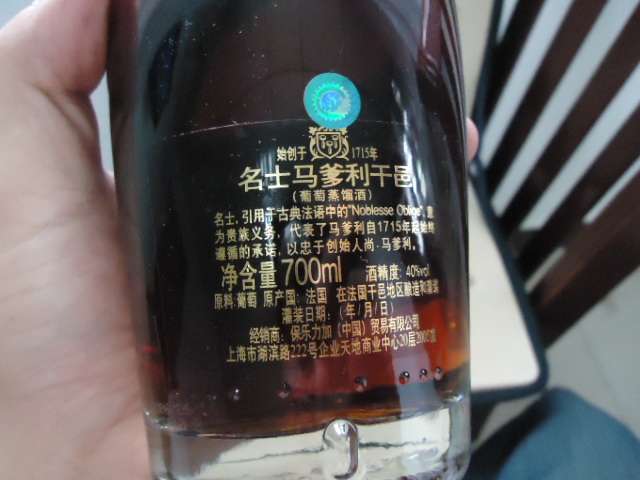 始创于 1715年
名士马爹利干邑
(葡萄蒸馏酒)
名士, 引用于古典法语中的"Noblesse Oblige", 意
为贵族义务, 代表了马爹利自1715年起始终
遵循的承诺, 以忠于创始人尚·马爹利。
净含量 700ml 酒精度: 40%vol
原料: 葡萄 原产国: 法国 在法国干邑地区酿造和灌装
灌装日期: (年/月/日)
经销商: 保乐力加 (中国) 贸易有限公司
上海市湖滨路222号企业天地商业中心20层